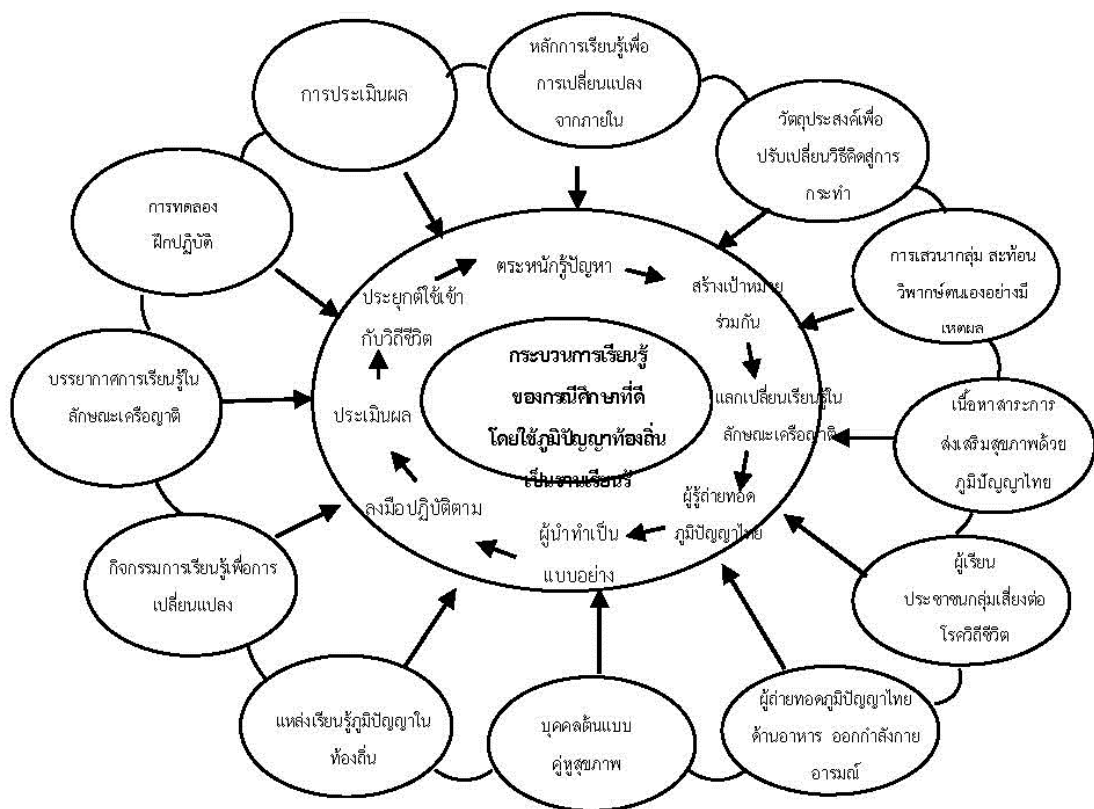 หลักการเรียนรู้เพื่อ
การเปลี่ยนแปลง
จากภายใน
วัตถุประสงค์เพื่อ
ปรับเปลี่ยนวิธีคิดสู่การ
กระทำ
การเสวนากลุ่ม สะท้อน
วิพากษ์ตนเองอย่างมี
เหตุผล
เนื้อหาสาระการ
ส่งเสริมสุขภาพด้วย
ภูมิปัญญาไทย
ผู้เรียน
ประชาชนกลุ่มเสี่ยงต่อ
โรควิถีชีวิต
ผู้ถ่ายทอดภูมิปัญญาไทย
ด้านอาหาร ออกกำลังกาย
อารมณ์
บุคคลต้นแบบ
คู่หูสุขภาพ
แหล่งเรียนรู้ภูมิปัญญาใน
ท้องถิ่น
กิจกรรมการเรียนรู้เพื่อการ
เปลี่ยนแปลง
บรรยากาศการเรียนรู้ใน
ลักษณะเครือญาติ
การทดลอง
ฝึกปฏิบัติ
การประเมินผล
ตระหนักรู้ปัญหา
สร้างเป้าหมาย
ร่วมกัน
แลกเปลี่ยนเรียนรู้ใน
ลักษณะเครือญาติ
ผู้รู้ถ่ายทอด
ภูมิปัญญาไทย
ผู้นำทำเป็น
แบบอย่าง
ลงมือปฏิบัติตาม
ประเมินผล
ประยุกต์ใช้เข้า
กับวิถีชีวิต
กระบวนการเรียนรู้
ของกรณีศึกษาที่ดี
โดยใช้ภูมิปัญญาท้องถิ่น
เป็นฐานเรียนรู้